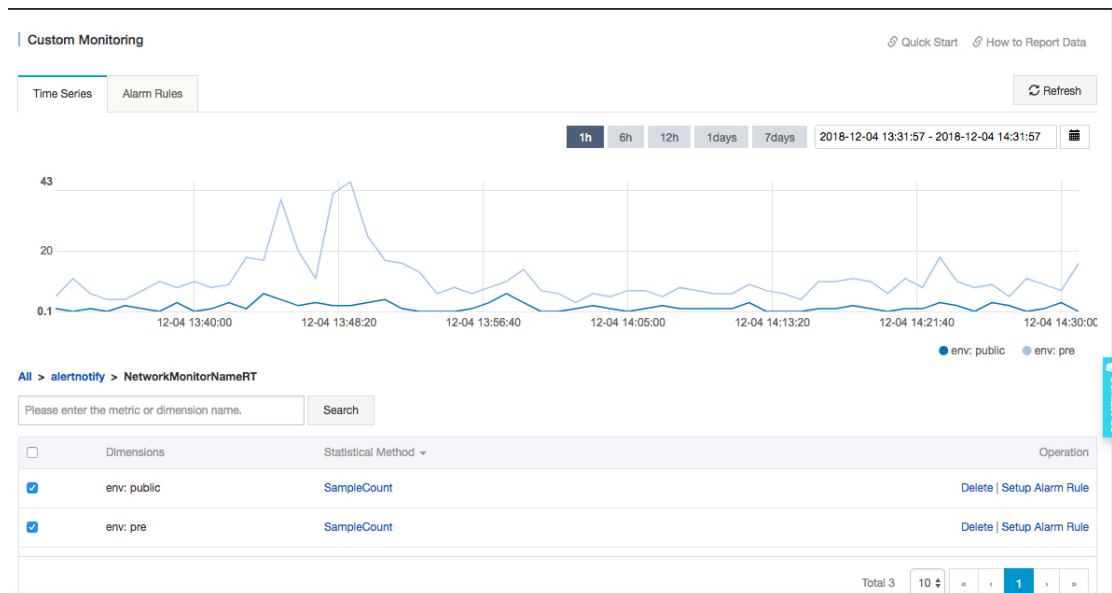 Custom Monitoring
Quick Start How to Report Data
Time Series Alarm Rules Refresh
1h 6h 12h 1days 7days 2018-12-04 13:31:57 - 2018-12-04 14:31:57
43
20
0.1
12-04 13:40:00 12-04 13:48:20 12-04 13:56:40 12-04 14:05:00 12-04 14:13:20 12-04 14:21:40 12-04 14:30:00
env: public env: pre
All > alertnotify > NetworkMonitorNameRT
Please enter the metric or dimension name. Search
Dimensions Statistical Method Operation
env: public SampleCount Delete | Setup Alarm Rule
env: pre SampleCount Delete | Setup Alarm Rule
Total 3 10 « ‹ 1 › »